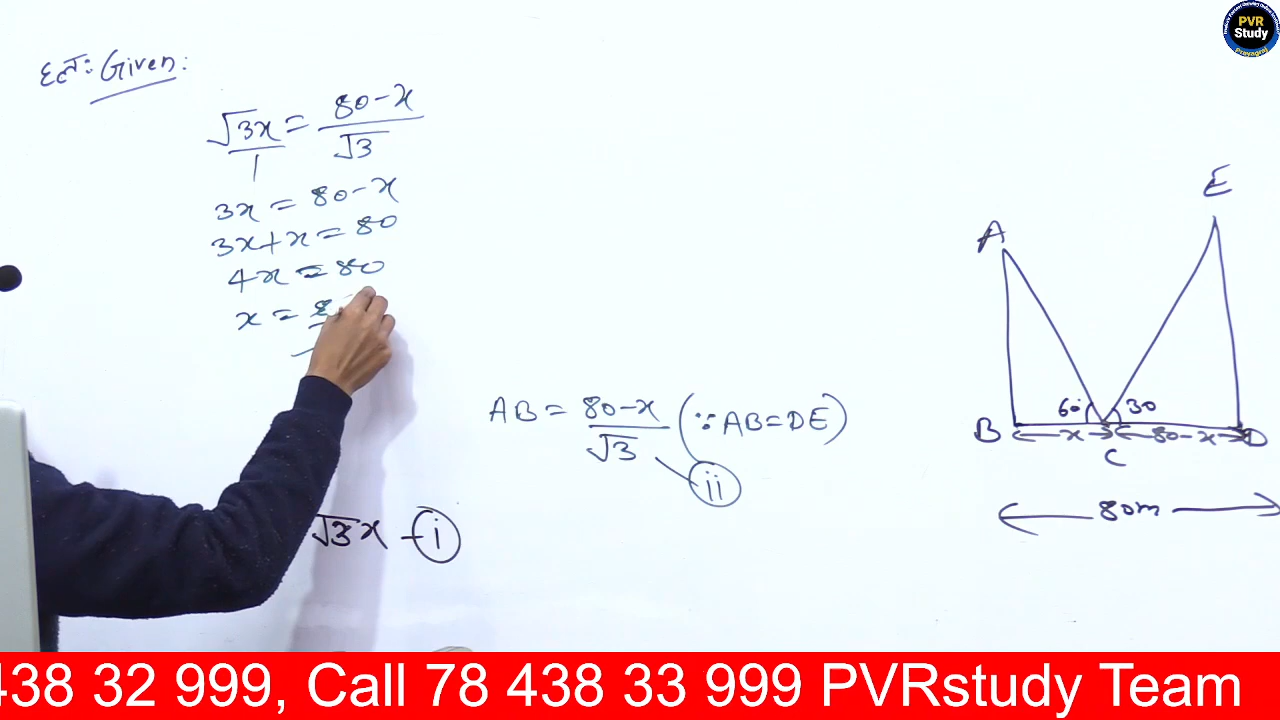 हल: Given:
√3x/1 = 80-x/√3
3x = 80-x
3x+x = 80
4x = 80
x = 8
AB = 80-x/√3 (∵ AB=DE)
ii
√3x - i
A
E
60° 30
B x C 80-x D
80m
PVR
Study
Prayagraj
438 32 999, Call 78 438 33 999 PVRstudy Team